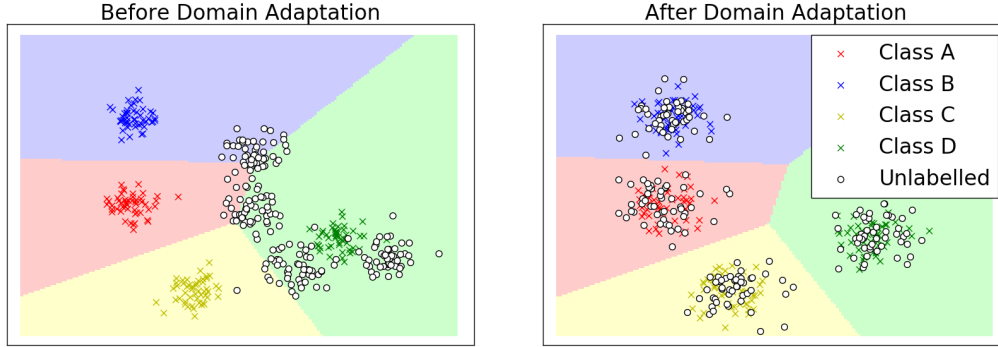 Before Domain Adaptation
After Domain Adaptation
Class A
Class B
Class C
Class D
Unlabelled